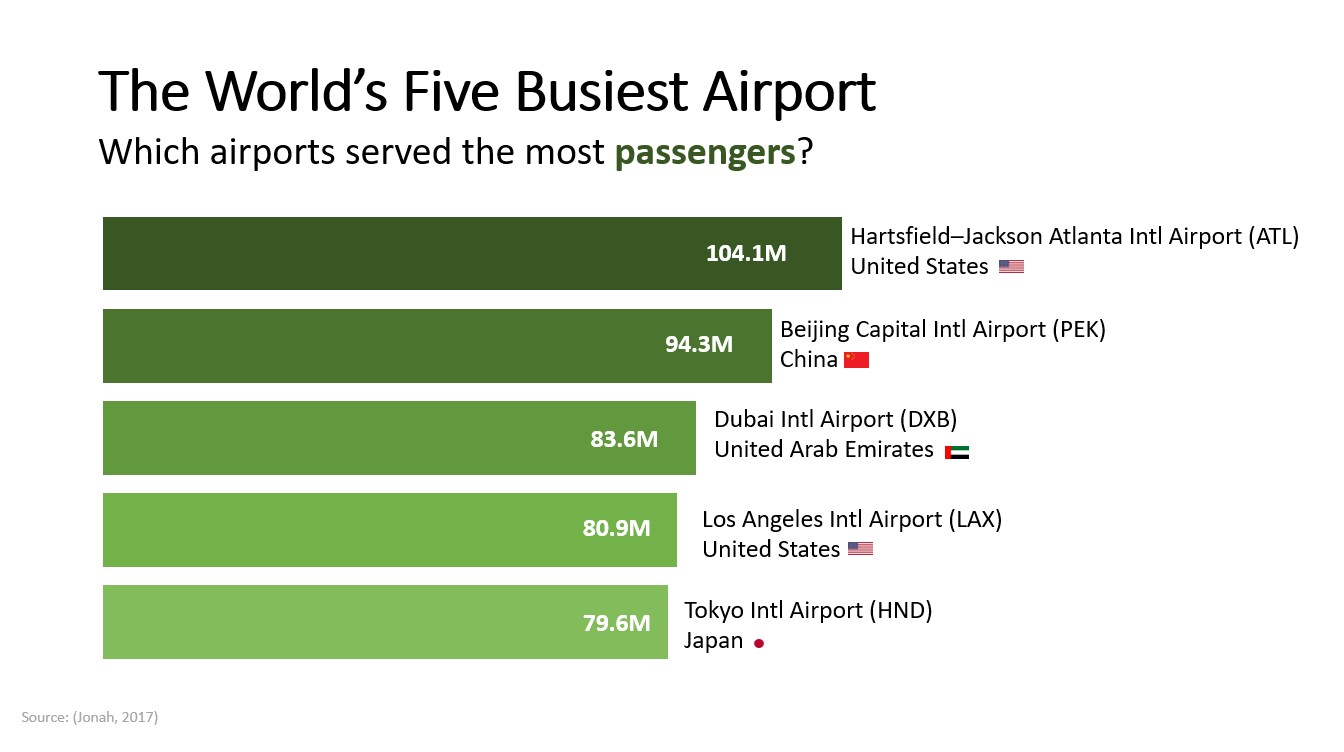 The World’s Five Busiest Airport
Which airports served the most passengers?
104.1M
Hartsfield–Jackson Atlanta Intl Airport (ATL)
United States
94.3M
Beijing Capital Intl Airport (PEK)
China
83.6M
Dubai Intl Airport (DXB)
United Arab Emirates
80.9M
Los Angeles Intl Airport (LAX)
United States
79.6M
Tokyo Intl Airport (HND)
Japan
Source: (Jonah, 2017)